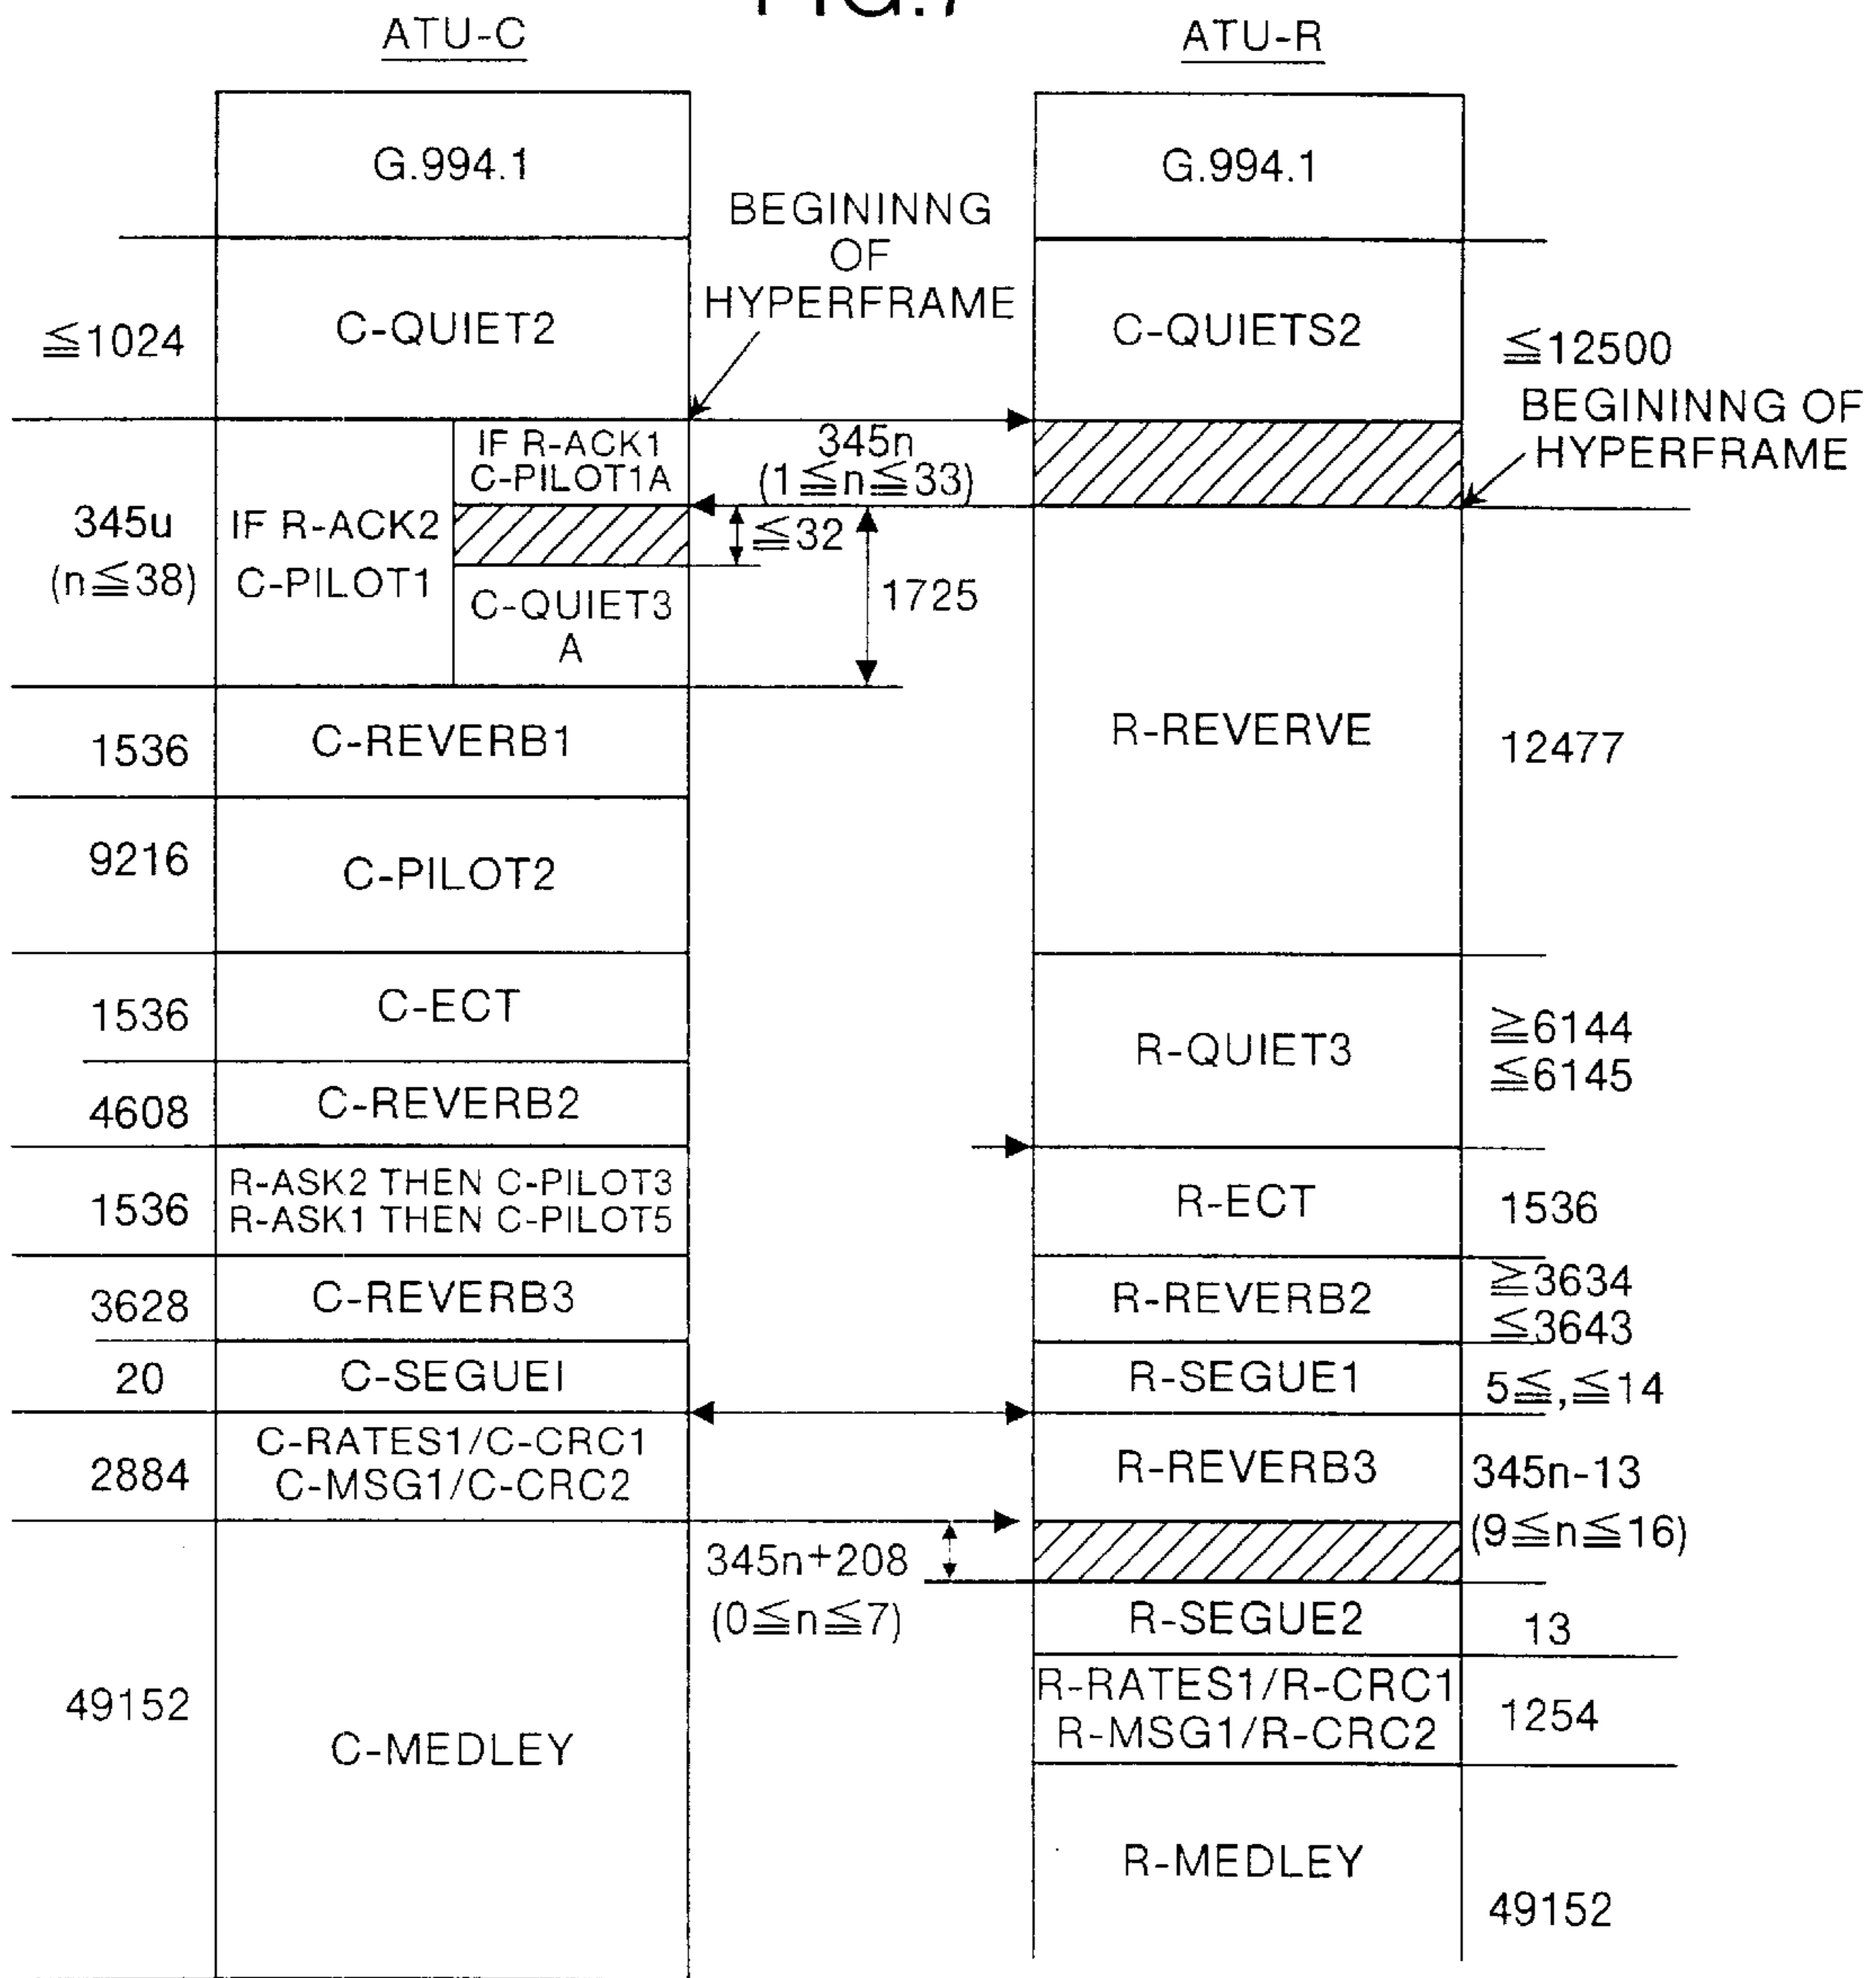 FIG.7
ATU-C
ATU-R
G.994.1
G.994.1
BEGININNG
OF
HYPERFRAME
≦1024
C-QUIET2
C-QUIETS2
≦12500
BEGININNG OF
HYPERFRAME
IF R-ACK1
C-PILOT1A
345n
(1≦n≦33)
345u
(n≦38)
IF R-ACK2
C-PILOT1
≦32
C-QUIET3
A
1725
1536
C-REVERB1
R-REVERVE
12477
9216
C-PILOT2
1536
C-ECT
R-QUIET3
≧6144
≦6145
4608
C-REVERB2
1536
R-ASK2 THEN C-PILOT3
R-ASK1 THEN C-PILOT5
R-ECT
1536
3628
C-REVERB3
R-REVERB2
≧3634
≦3643
20
C-SEGUEI
R-SEGUE1
5≦,≦14
2884
C-RATES1/C-CRC1
C-MSG1/C-CRC2
R-REVERB3
345n-13
(9≦n≦16)
345n+208
(0≦n≦7)
R-SEGUE2
13
49152
C-MEDLEY
R-RATES1/R-CRC1
R-MSG1/R-CRC2
1254
R-MEDLEY
49152